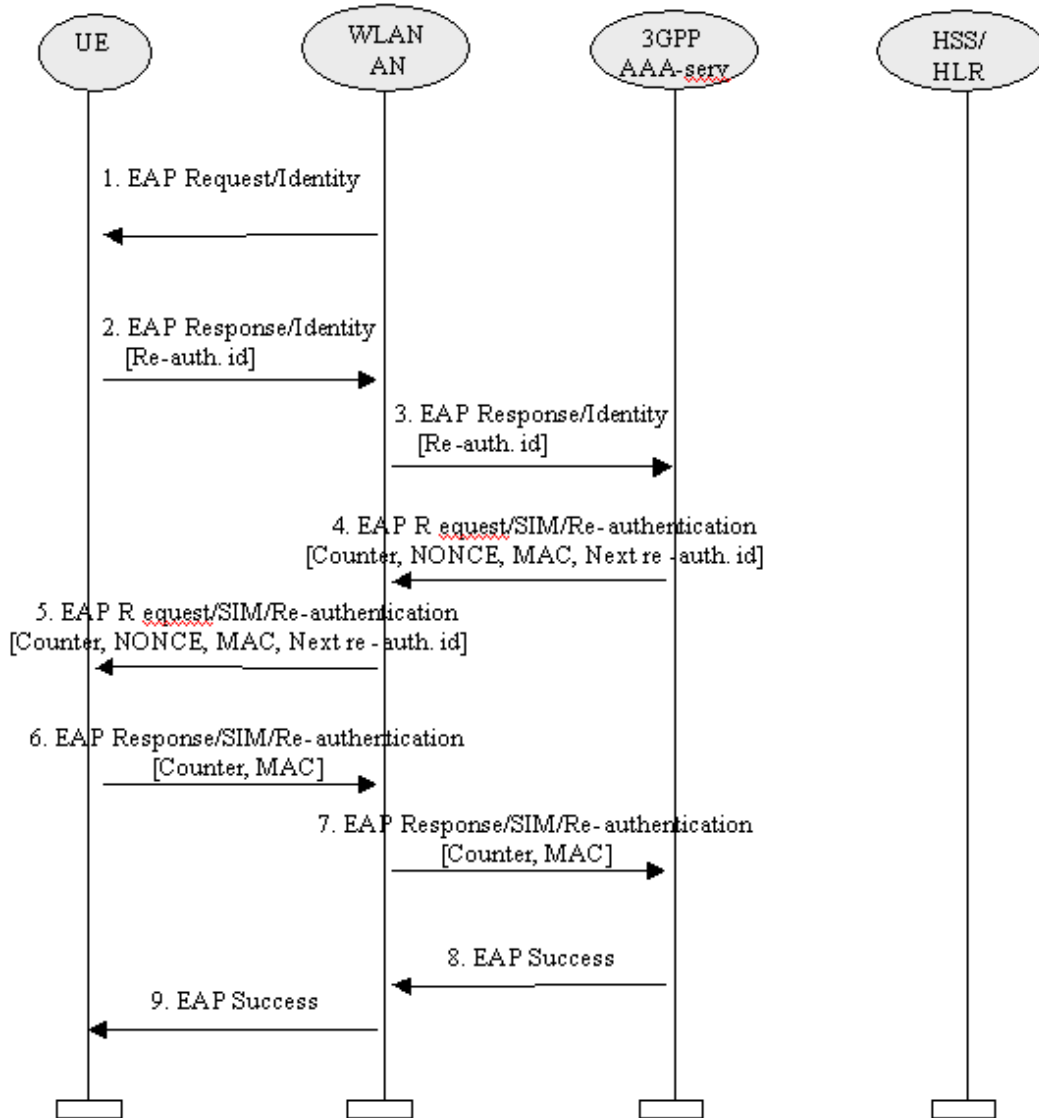 UE
WLAN
AN
3GPP
AAA-serv
HSS/
HLR
1. EAP Request/Identity
2. EAP Response/Identity
[Re-auth. id]
3. EAP Response/Identity
[Re-auth. id]
4. EAP R equest/SIM/Re-authentication
[Counter, NONCE, MAC, Next re-auth. id]
5. EAP R equest/SIM/Re-authentication
[Counter, NONCE, MAC, Next re-auth. id]
6. EAP Response/SIM/Re-authentication
[Counter, MAC]
7. EAP Response/SIM/Re-authentication
[Counter, MAC]
8. EAP Success
9. EAP Success